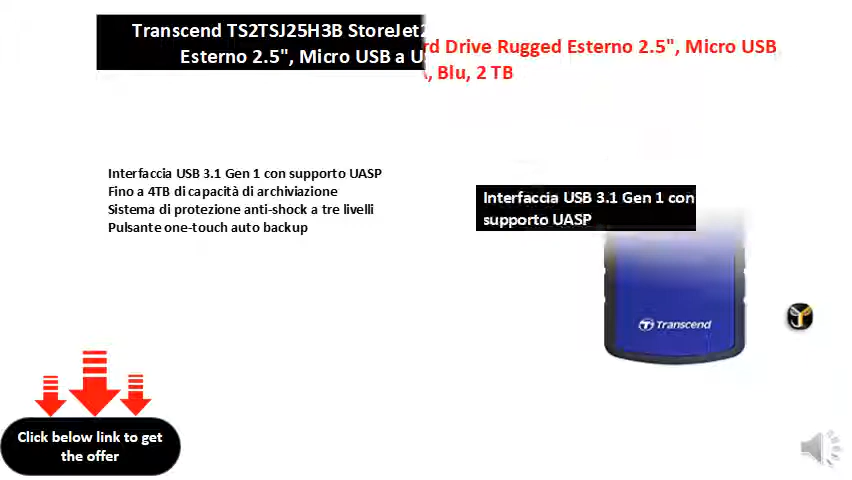 Transcend TS2TSJ25H3B StoreJet
rd Drive Rugged Esterno 2.5", Micro USB
Esterno 2.5", Micro USB a
, Blu, 2 TB
Interfaccia USB 3.1 Gen 1 con supporto UASP
Fino a 4TB di capacità di archiviazione
Sistema di protezione anti-shock a tre livelli
Pulsante one-touch auto backup
Interfaccia USB 3.1 Gen 1 con
supporto UASP
Transcend
Click below link to get
the offer